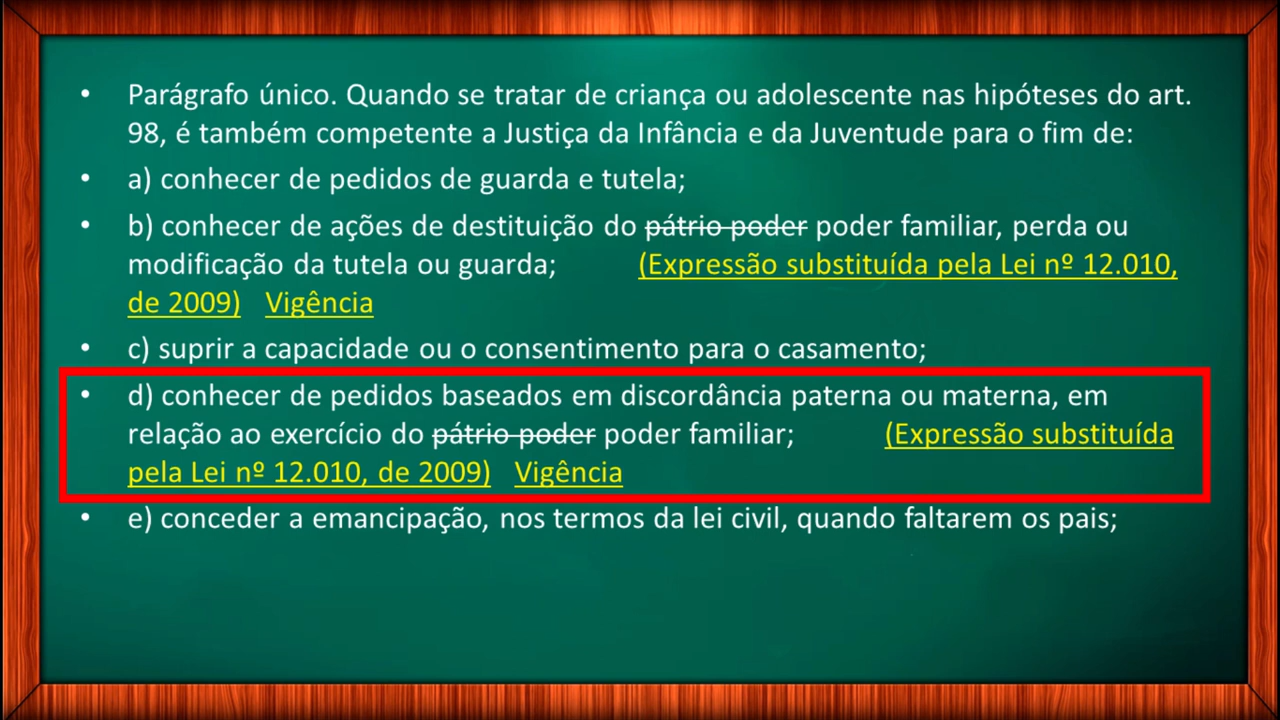 • Parágrafo único. Quando se tratar de criança ou adolescente nas hipóteses do art.
98, é também competente a Justiça da Infância e da Juventude para o fim de:
• a) conhecer de pedidos de guarda e tutela;
• b) conhecer de ações de destituição do pátrio poder poder familiar, perda ou
modificação da tutela ou guarda; (Expressão substituída pela Lei nº 12.010,
de 2009) Vigência
• c) suprir a capacidade ou o consentimento para o casamento;
• d) conhecer de pedidos baseados em discordância paterna ou materna, em
relação ao exercício do pátrio poder poder familiar; (Expressão substituída
pela Lei nº 12.010, de 2009) Vigência
• e) conceder a emancipação, nos termos da lei civil, quando faltarem os pais;